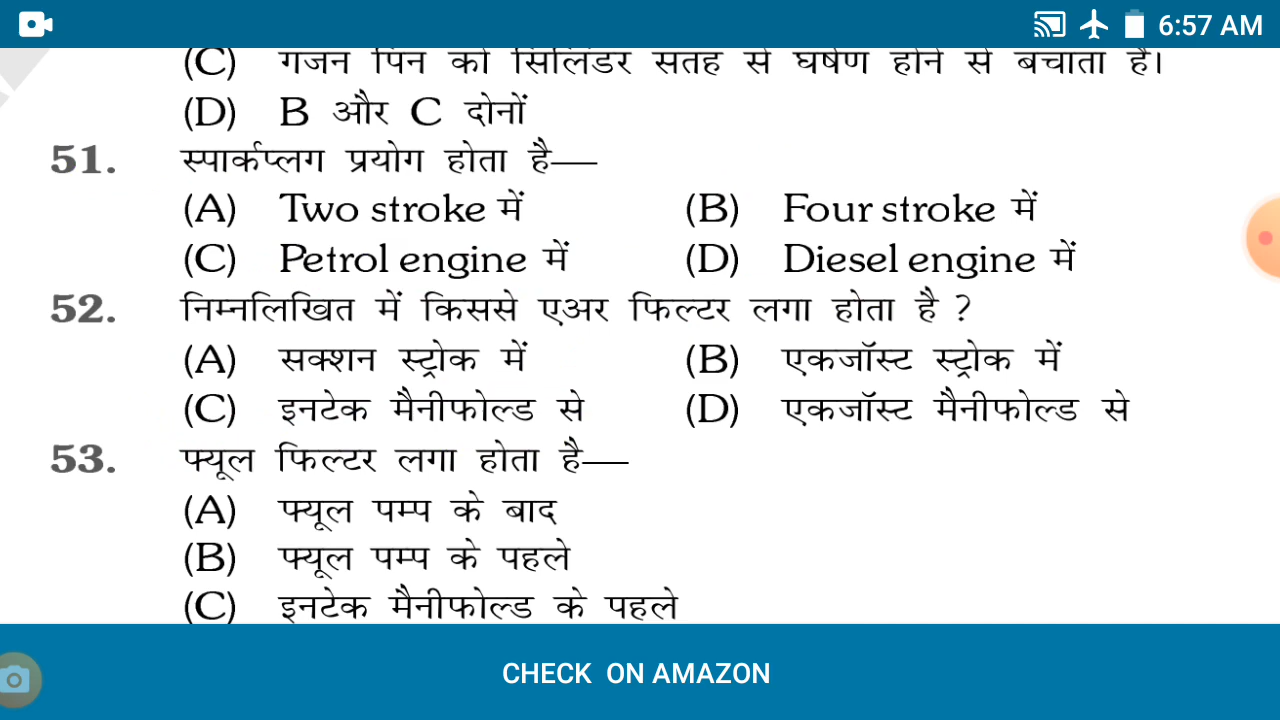 6:57 AM
(C) गजन पिन को सिलिंडर सतह से घर्षण होने से बचाता है।
(D) B और C दोनों
51. स्पार्कप्लग प्रयोग होता है—
(A) Two stroke में (B) Four stroke में
(C) Petrol engine में (D) Diesel engine में
52. निम्नलिखित में किससे एअर फिल्टर लगा होता है ?
(A) सक्शन स्ट्रोक में (B) एकजॉस्ट स्ट्रोक में
(C) इनटेक मैनीफोल्ड से (D) एकजॉस्ट मैनीफोल्ड से
53. फ्यूल फिल्टर लगा होता है—
(A) फ्यूल पम्प के बाद
(B) फ्यूल पम्प के पहले
(C) इनटेक मैनीफोल्ड के पहले
CHECK ON AMAZON